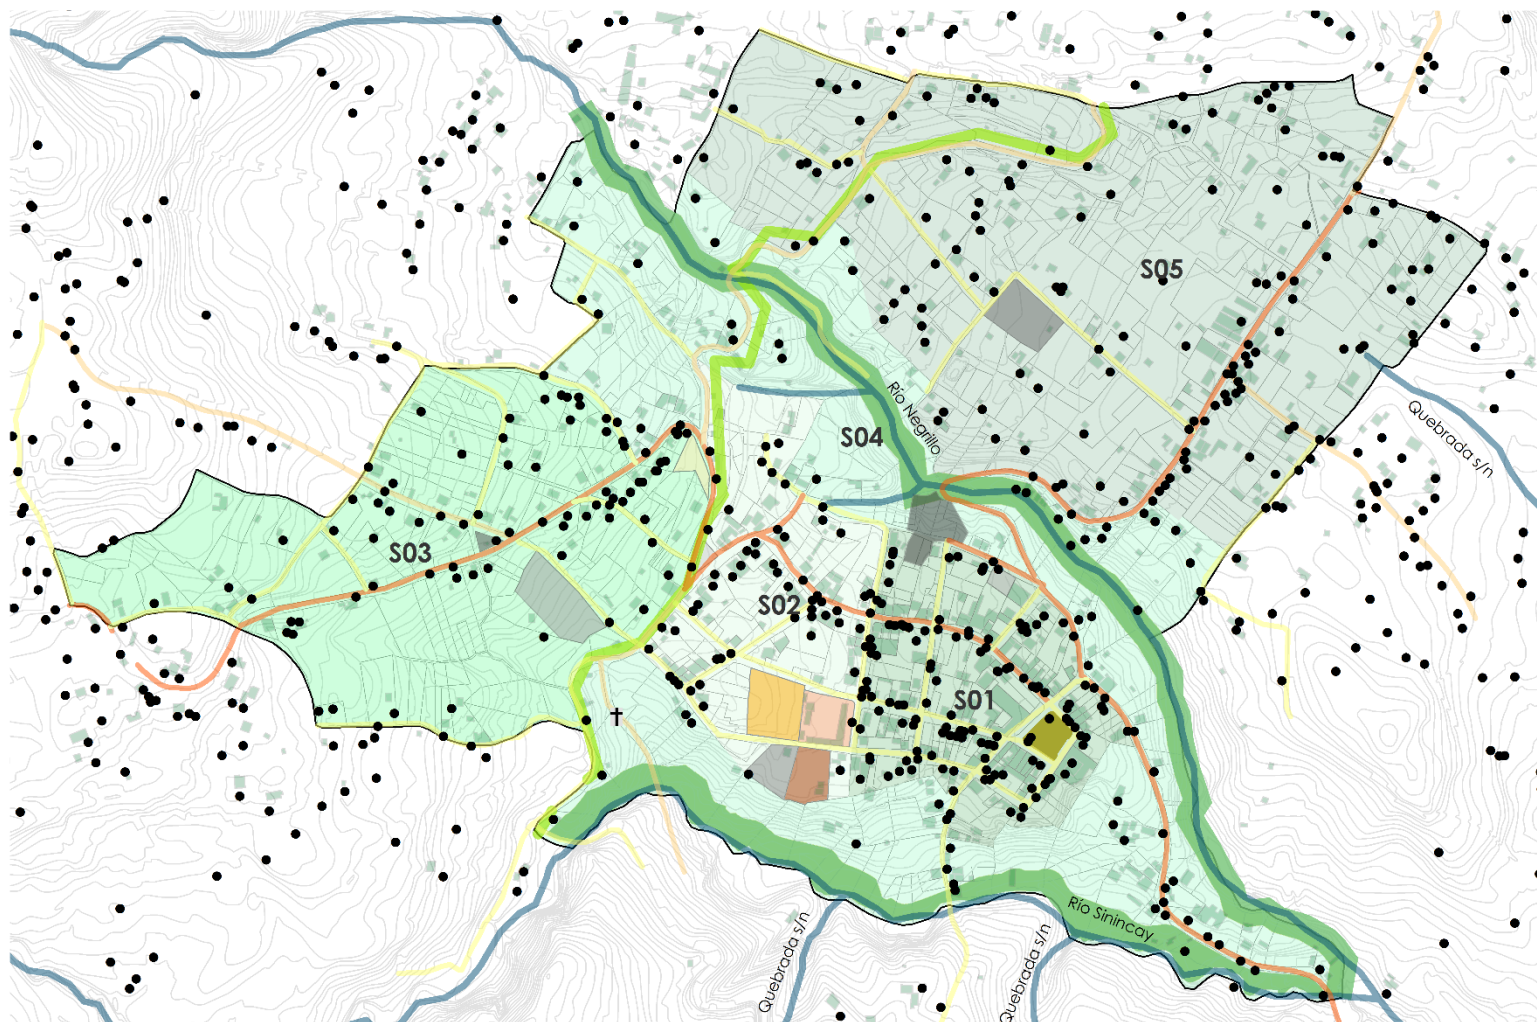 S05
Río Negrillo
Quebrada s/n
S04
S03
S02
S01
Río Sinincay
Quebrada s/n
Quebrada s/n